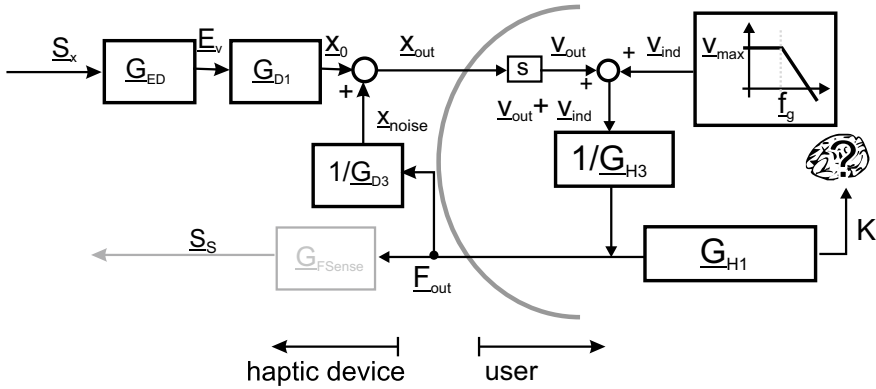 S_x
G_ED
E_v
G_D1
x_0
+
x_out
x_noise
1/G_D3
S_S
G_FSense
F_out
s
v_out
+
+
v_ind
v_out + v_ind
1/G_H3
v_max
f_g
?
K
G_H1
haptic device
user